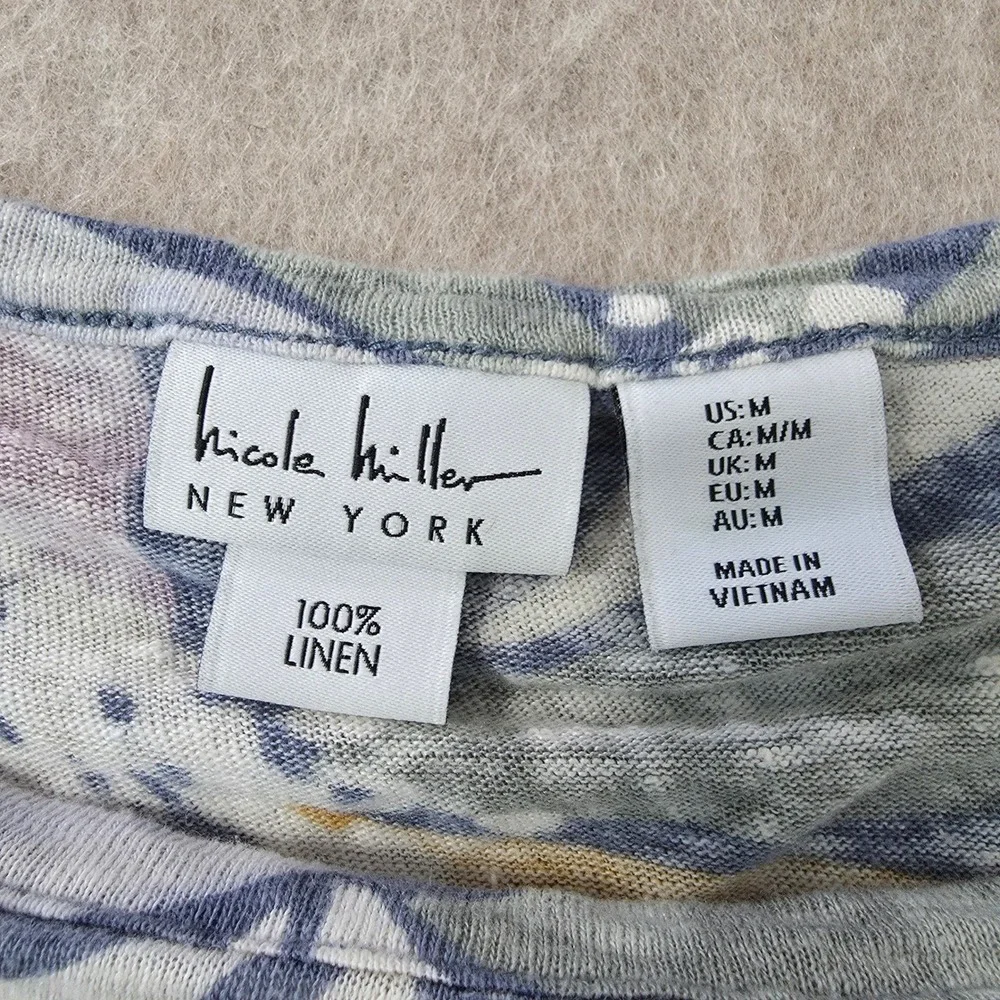 nicole miller
NEW YORK
100%
LINEN
US: M
CA: M/M
UK: M
EU: M
AU: M
MADE IN
VIETNAM